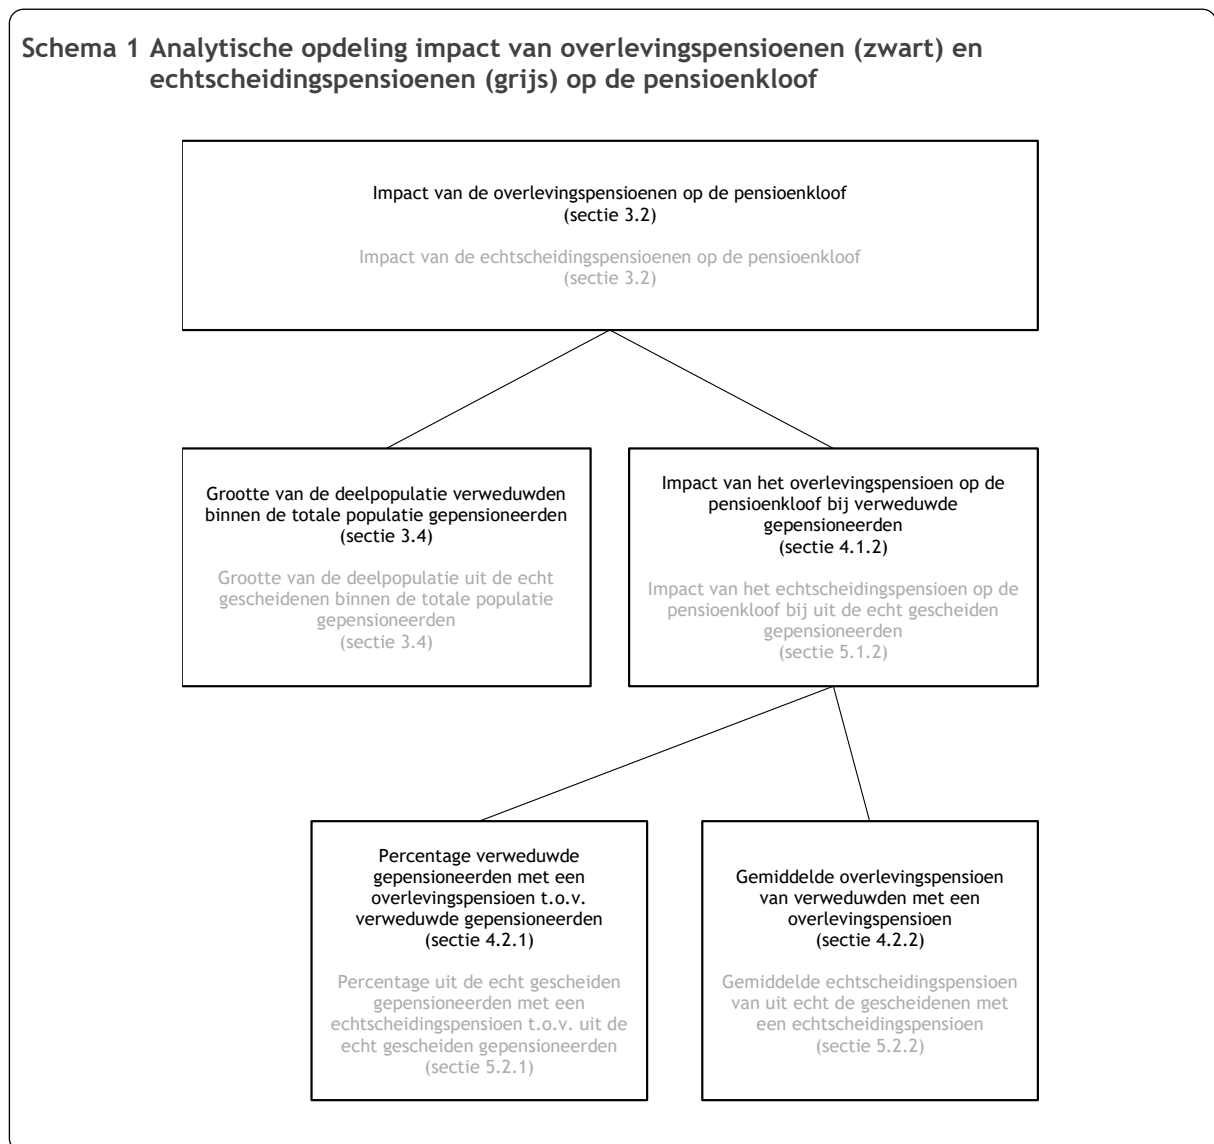 Schema 1 Analytische opdeling impact van overlevingspensioenen (zwart) en
echtscheidingspensioenen (grijs) op de pensioenkloof
Impact van de overlevingspensioenen op de pensioenkloof
(sectie 3.2)
Impact van de echtscheidingspensioenen op de pensioenkloof
(sectie 3.2)
Grootte van de deelpopulatie verweduwden
binnen de totale populatie gepensioneerden
(sectie 3.4)
Grootte van de deelpopulatie uit de echt
gescheidenen binnen de totale populatie
gepensioneerden
(sectie 3.4)
Impact van het overlevingspensioen op de
pensioenkloof bij verweduwde
gepensioneerden
(sectie 4.1.2)
Impact van het echtscheidingspensioen op de
pensioenkloof bij uit de echt gescheiden
gepensioneerden
(sectie 5.1.2)
Percentage verweduwde
gepensioneerden met een
overlevingspensioen t.o.v.
verweduwde gepensioneerden
(sectie 4.2.1)
Percentage uit de echt gescheiden
gepensioneerden met een
echtscheidingspensioen t.o.v. uit de
echt gescheiden gepensioneerden
(sectie 5.2.1)
Gemiddelde overlevingspensioen
van verweduwden met een
overlevingspensioen
(sectie 4.2.2)
Gemiddelde echtscheidingspensioen
van uit echt de gescheidenen met
een echtscheidingspensioen
(sectie 5.2.2)